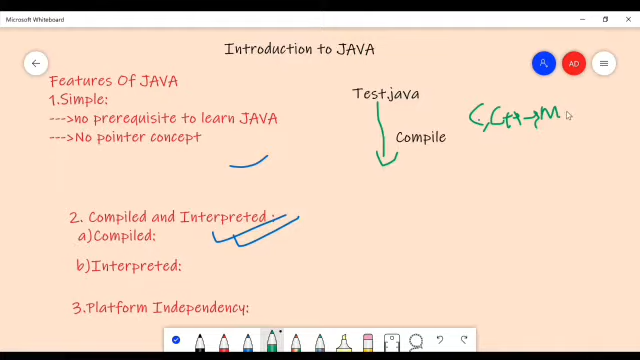 Microsoft Whiteboard
Introduction to JAVA
AD
Features Of JAVA
1.Simple:
--->no prerequisite to learn JAVA
--->No pointer concept
Test.java
Compile
C, C++ → M
2. Compiled and Interpreted :
a)Compiled:
b)Interpreted:
3.Platform Independency: